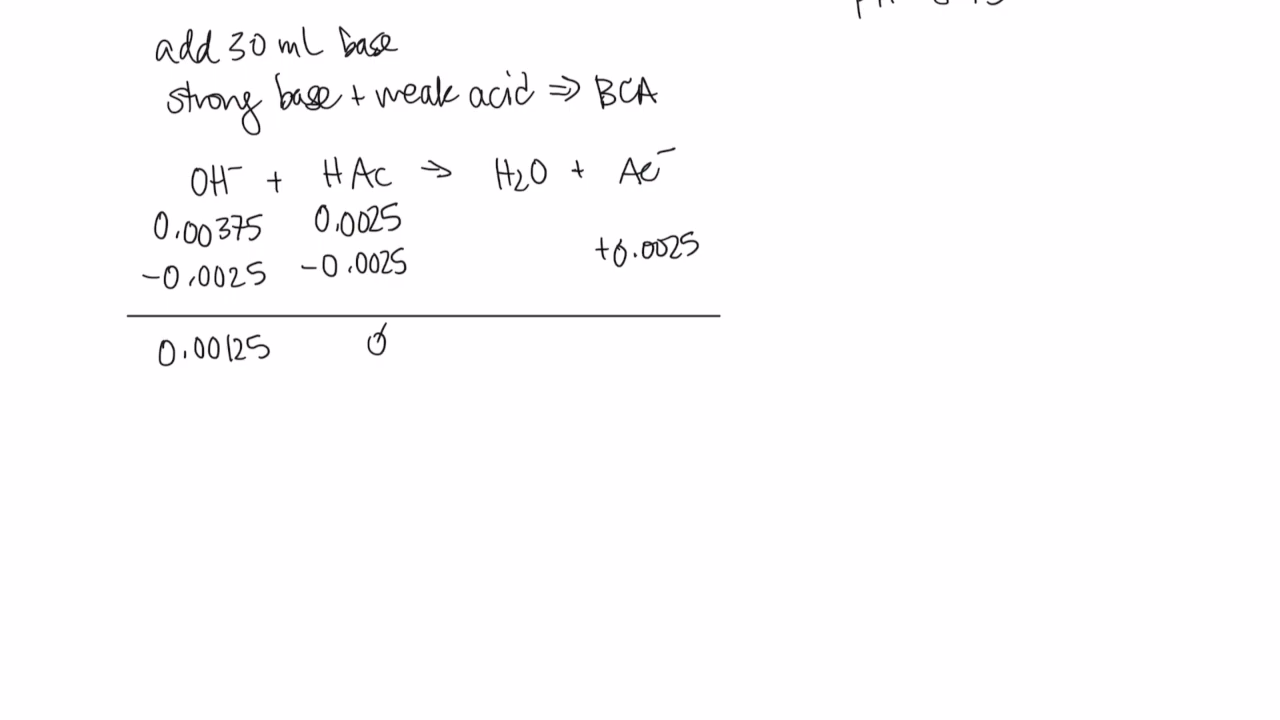 add 30 mL base
strong base + weak acid ⇒ BCA
OH⁻ + HAc → H₂O + Ac⁻
0.00375 0.0025
+0.0025
-0.0025 -0.0025
0.00125 0